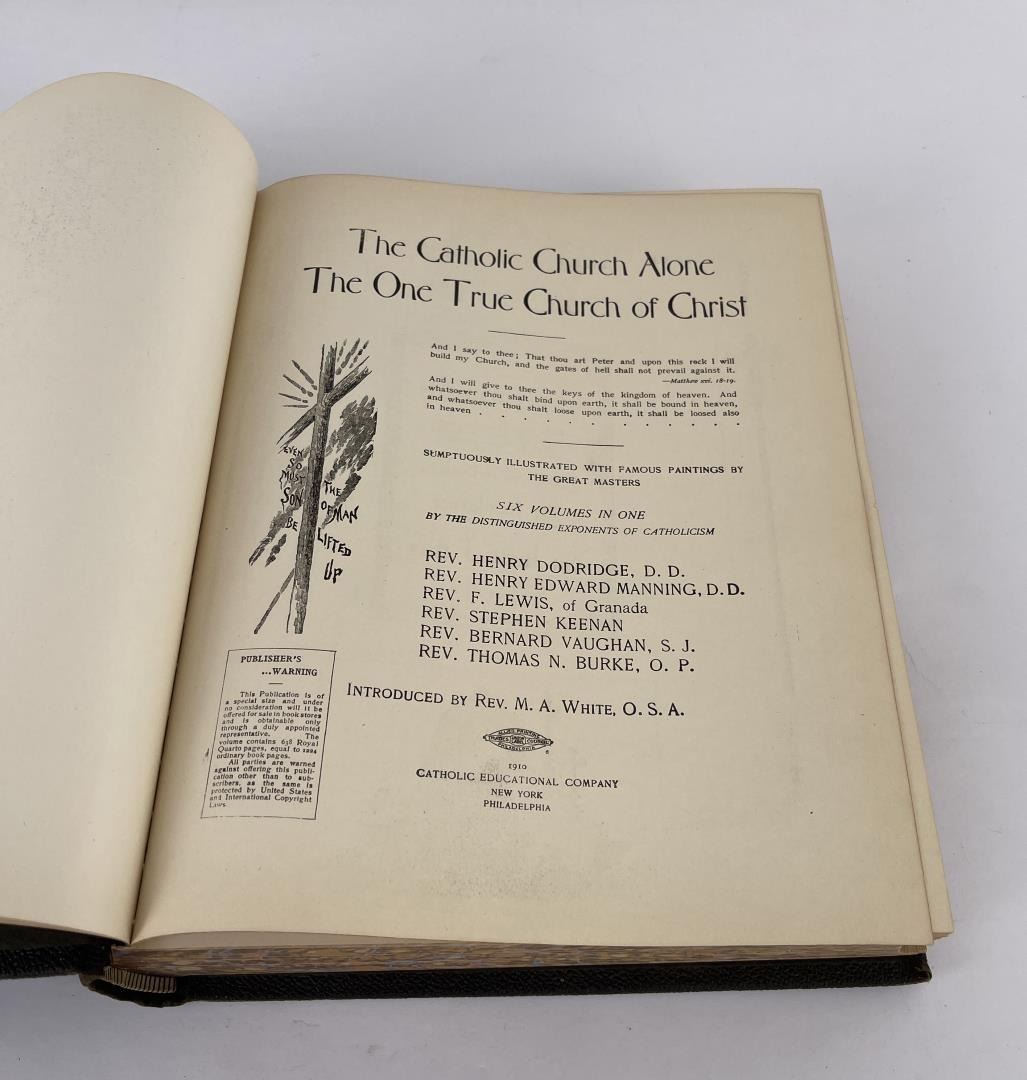 The Catholic Church Alone
The One True Church of Christ
And I say to thee; That thou art Peter and upon this rock I will
build my Church, and the gates of hell shall not prevail against it.
—Matthew xvi. 18-19.
And I will give to thee the keys of the kingdom of heaven. And
whatsoever thou shalt bind upon earth, it shall be bound in heaven,
and whatsoever thou shalt loose upon earth, it shall be loosed also
in heaven . . . . . . . . . . . .
EVEN
SO
MUST THE
SON OF MAN
BE LIFTED
UP
SUMPTUOUSLY ILLUSTRATED WITH FAMOUS PAINTINGS BY
THE GREAT MASTERS
SIX VOLUMES IN ONE
BY THE DISTINGUISHED EXPONENTS OF CATHOLICISM
REV. HENRY DODRIDGE, D. D.
REV. HENRY EDWARD MANNING, D.D.
REV. F. LEWIS, of Granada
REV. STEPHEN KEENAN
REV. BERNARD VAUGHAN, S. J.
REV. THOMAS N. BURKE, O. P.
INTRODUCED BY REV. M. A. WHITE, O. S. A.
PUBLISHER'S
...WARNING
This Publication is of
a special size and under
no consideration will it be
offered for sale in book stores
and is obtainable only
through a duly appointed
representative. The
volume contains 638 Royal
Quarto pages, equal to 1224
ordinary book pages.
All parties are warned
against offering this publi-
cation other than to sub-
scribers, as the same is
protected by United States
and International Copyright
Laws.
ALLIED PRINTING
TRADES COUNCIL
PHILADELPHIA
1910
CATHOLIC EDUCATIONAL COMPANY
NEW YORK
PHILADELPHIA